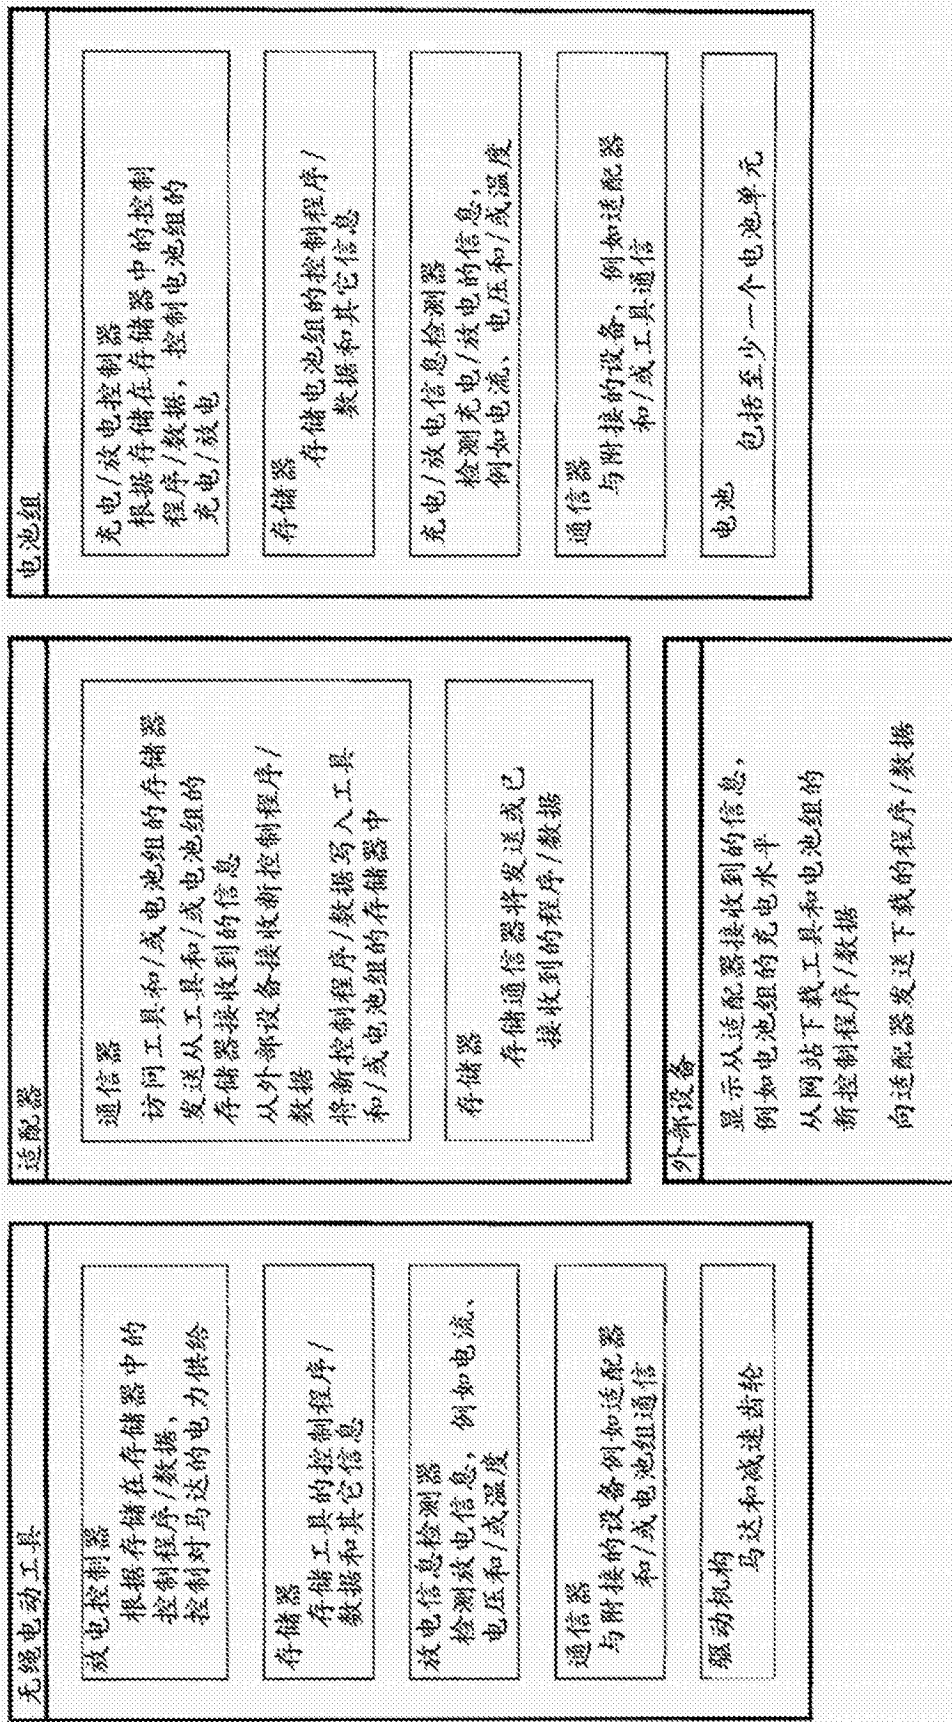 无绳电动工具
放电控制器
根据存储在存储器中的
控制程序/数据，
控制对马达的电力供给
存储器
存储工具的控制程序/
数据和其它信息
放电信息检测器
检测放电信息，例如电流、
电压和/或温度
通信器
与附接的设备例如适配器
和/或电池组通信
驱动机构
马达和减速齿轮
适配器
通信器
访问工具和/或电池组的存储器
发送从工具和/或电池组的
存储器接收到的信息
从外部设备接收新控制程序/
数据
将新控制程序/数据写入工具
和/或电池组的存储器中
存储器
存储通信器将发送或已
接收到的程序/数据
外部设备
显示从适配器接收到的信息，
例如电池组的充电水平
从网站下载工具和电池组的
新控制程序/数据
向适配器发送下载的程序/数据
电池组
充电/放电控制器
根据存储在存储器中的控制
程序/数据，控制电池组的
充电/放电
存储器
存储电池组的控制程序/
数据和其它信息
充电/放电信息检测器
检测充电/放电的信息，
例如电流、电压和/或温度
通信器
与附接的设备，例如适配器
和/或工具通信
电池
包括至少一个电池单元